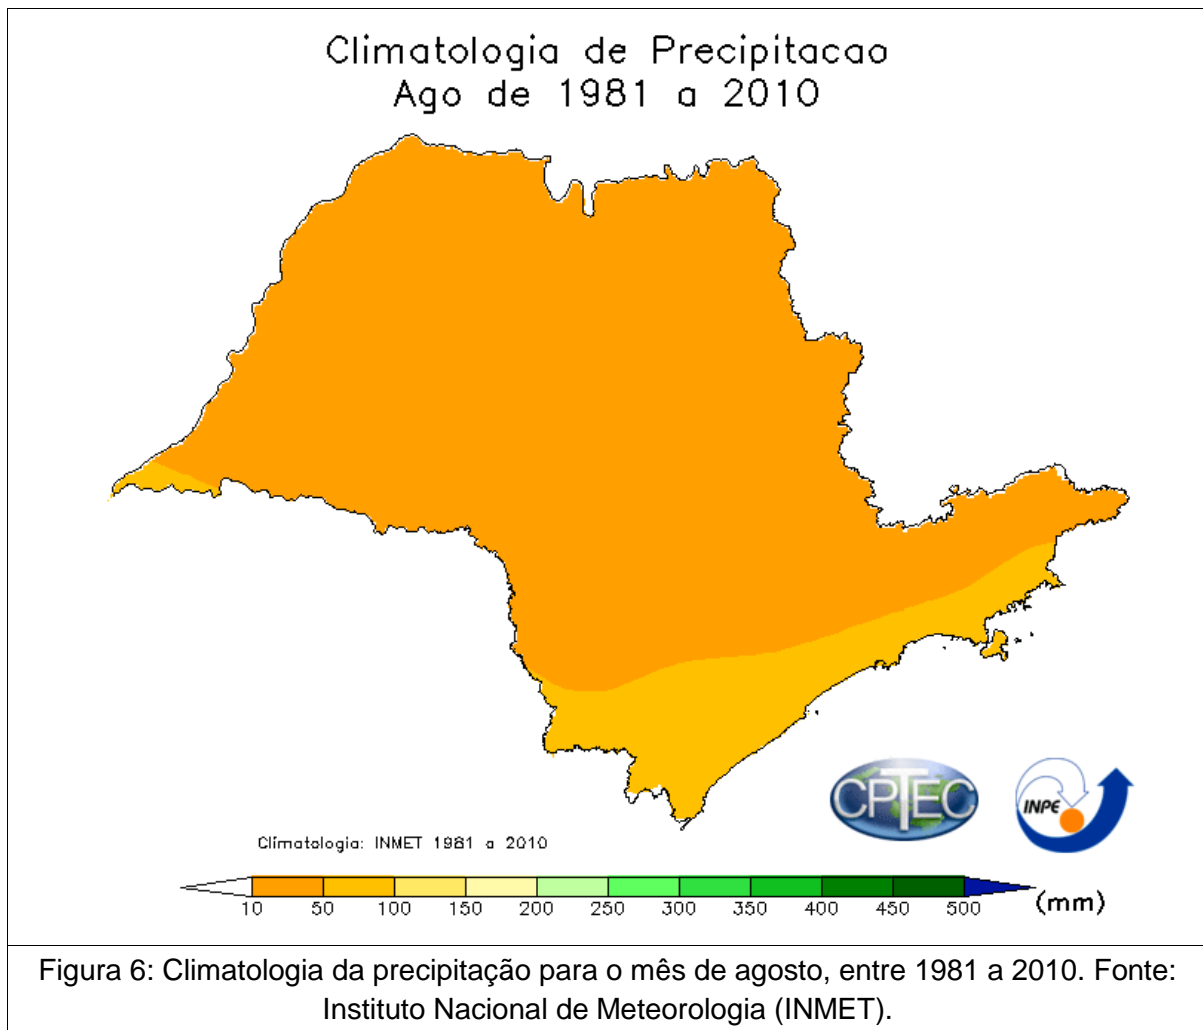 Climatologia de Precipitacao
Ago de 1981 a 2010
CPTEC
INPE
Climatologia: INMET 1981 a 2010
10 50 100 150 200 250 300 350 400 450 500 (mm)
Figura 6: Climatologia da precipitação para o mês de agosto, entre 1981 a 2010. Fonte:
Instituto Nacional de Meteorologia (INMET).